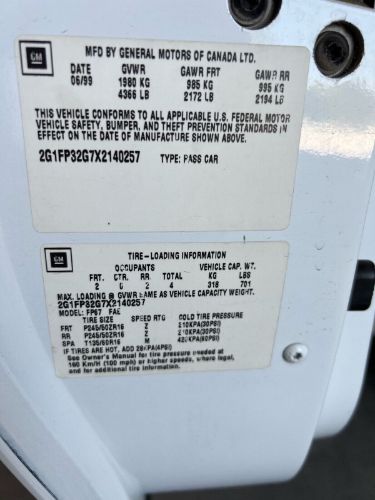 GM
MFD BY GENERAL MOTORS OF CANADA LTD.
DATE GVWR GAWR FRT GAWR RR
06/99 1980 KG 985 KG 995 KG
4366 LB 2172 LB 2194 LB
THIS VEHICLE CONFORMS TO ALL APPLICABLE U.S. FEDERAL MOTOR
VEHICLE SAFETY, BUMPER, AND THEFT PREVENTION STANDARDS IN
EFFECT ON THE DATE OF MANUFACTURE SHOWN ABOVE.
2G1FP32G7X2140257 TYPE: PASS CAR
GM
TIRE-LOADING INFORMATION
OCCUPANTS VEHICLE CAP. WT.
FRT. CTR. RR. TOTAL KG LBS
2 0 2 4 318 701
MAX. LOADING @ GVWR SAME AS VEHICLE CAPACITY WEIGHT.
2G1FP32G7X2140257
MODEL: FP87
TIRE SIZE SPEED RTG COLD TIRE PRESSURE
FRT P245/50ZR16 Z 210KPA(30PSI)
RR P245/50ZR16 Z 210KPA(30PSI)
SPA T135/80R16 M 420KPA(60PSI)
IF TIRES ARE HOT, ADD 28KPA(4PSI)
See Owner's Manual for tire pressure needed at
160 Km/H (100 mph) or higher speeds, where legal,
and for additional tire information.